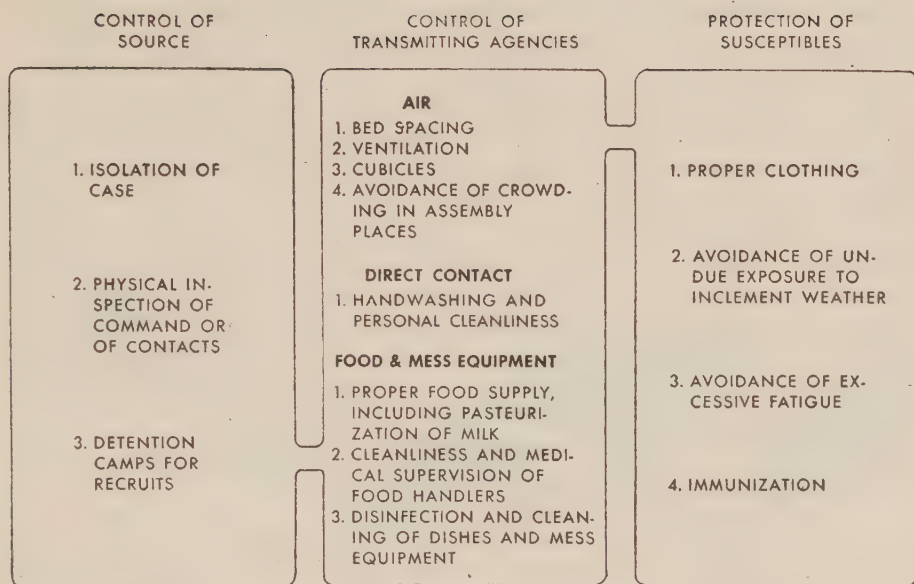 CONTROL OF
SOURCE
1. ISOLATION OF
CASE
2. PHYSICAL IN-
SPECTION OF
COMMAND OR
OF CONTACTS
3. DETENTION
CAMPS FOR
RECRUITS
CONTROL OF
TRANSMITTING AGENCIES
AIR
1. BED SPACING
2. VENTILATION
3. CUBICLES
4. AVOIDANCE OF CROWD-
ING IN ASSEMBLY
PLACES
DIRECT CONTACT
1. HANDWASHING AND
PERSONAL CLEANLINESS
FOOD & MESS EQUIPMENT
1. PROPER FOOD SUPPLY,
INCLUDING PASTEURI-
ZATION OF MILK
2. CLEANLINESS AND MEDI-
CAL SUPERVISION OF
FOOD HANDLERS
3. DISINFECTION AND CLEAN-
ING OF DISHES AND MESS
EQUIPMENT
PROTECTION OF
SUSCEPTIBLES
1. PROPER CLOTHING
2. AVOIDANCE OF UN-
DUE EXPOSURE TO
INCLEMENT WEATHER
3. AVOIDANCE OF EX-
CESSIVE FATIGUE
4. IMMUNIZATION